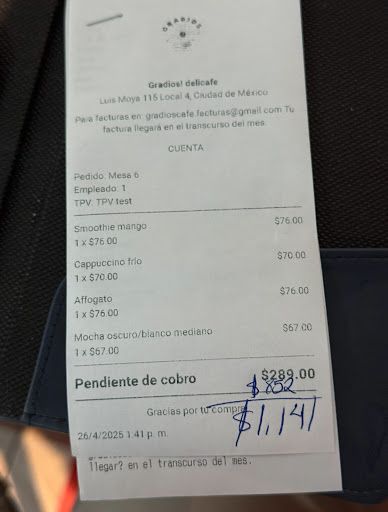 GRADIOS
Gradios! delicafe
Luis Moya 115 Local 4, Ciudad de México
Para facturas en: gradioscafe.facturas@gmail.com Tu
factura llegará en el transcurso del mes.
CUENTA
Pedido: Mesa 6
Empleado: 1
TPV: TPV test
Smoothie mango $76.00
1 x $76.00
Cappuccino frío $70.00
1 x $70.00
Affogato $76.00
1 x $76.00
Mocha oscuro/blanco mediano $67.00
1 x $67.00
Pendiente de cobro $289.00
$852
Gracias por tu compra
$1,141
26/4/2025 1:41 p. m.
llegar? en el transcurso del mes.